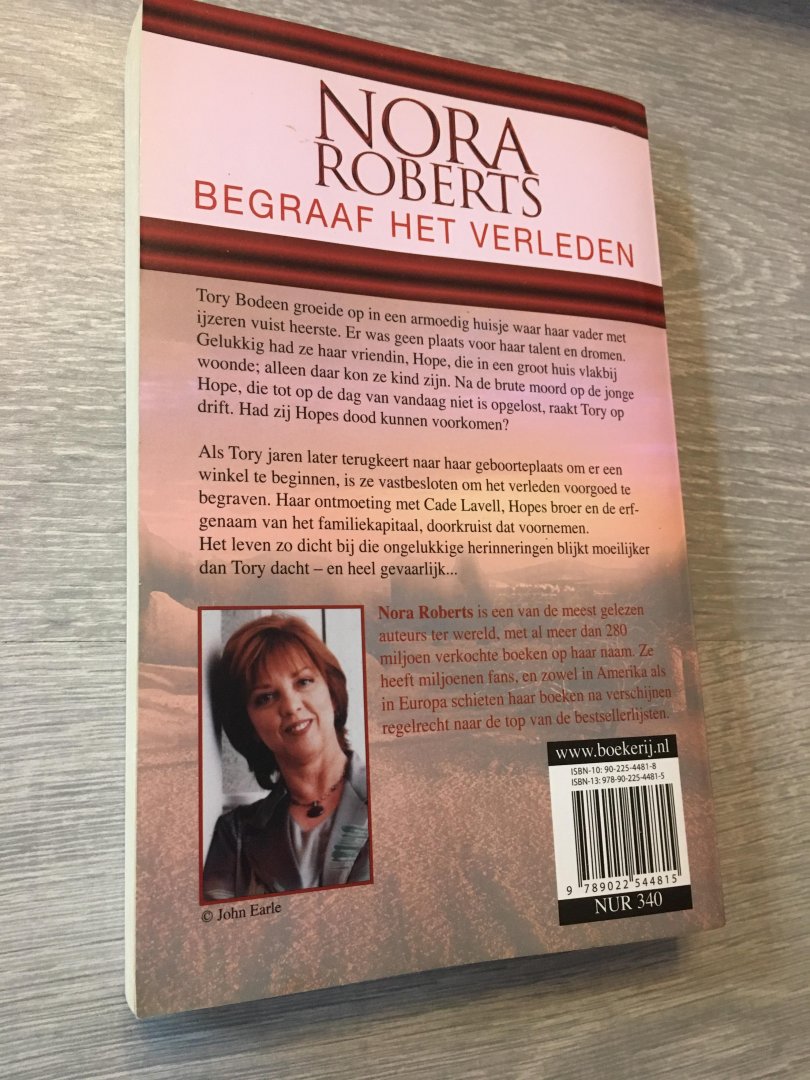 NORA
ROBERTS
BEGRAAF HET VERLEDEN
Tory Bodeen groeide op in een armoedig huisje waar haar vader met
ijzeren vuist heerste. Er was geen plaats voor haar talent en dromen.
Gelukkig had ze haar vriendin, Hope, die in een groot huis vlakbij
woonde; alleen daar kon ze kind zijn. Na de brute moord op de jonge
Hope, die tot op de dag van vandaag niet is opgelost, raakt Tory op
drift. Had zij Hopes dood kunnen voorkomen?
Als Tory jaren later terugkeert naar haar geboorteplaats om er een
winkel te beginnen, is ze vastbesloten om het verleden voorgoed te
begraven. Haar ontmoeting met Cade Lavell, Hopes broer en de erf-
genaam van het familiekapitaal, doorkruist dat voornemen.
Het leven zo dicht bij die ongelukkige herinneringen blijkt moeilijker
dan Tory dacht – en heel gevaarlijk...
Nora Roberts is een van de meest gelezen
auteurs ter wereld, met al meer dan 280
miljoen verkochte boeken op haar naam. Ze
heeft miljoenen fans, en zowel in Amerika als
in Europa schieten haar boeken na verschijnen
regelrecht naar de top van de bestsellerlijsten.
© John Earle
www.boekerij.nl
ISBN-10: 90-225-4481-8
ISBN-13: 978-90-225-4481-5
9 789022 544815
NUR 340